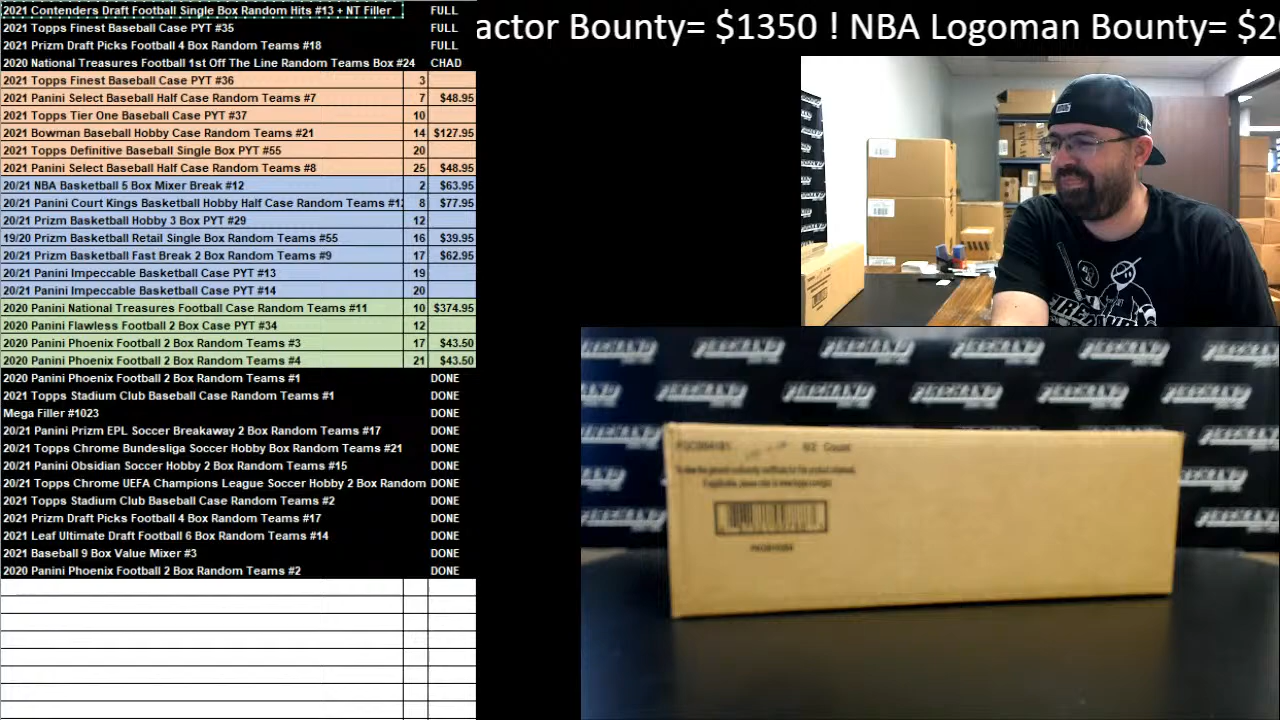 actor Bounty= $1350 ! NBA Logoman Bounty= $2
2021 Contenders Draft Football Single Box Random Hits #13 + NT Filler FULL
2021 Topps Finest Baseball Case PYT #35 FULL
2021 Prizm Draft Picks Football 4 Box Random Teams #18 FULL
2020 National Treasures Football 1st Off The Line Random Teams Box #24 CHAD
2021 Topps Finest Baseball Case PYT #36 3
2021 Panini Select Baseball Half Case Random Teams #7 7 $48.95
2021 Topps Tier One Baseball Case PYT #37 10
2021 Bowman Baseball Hobby Case Random Teams #21 14 $127.95
2021 Topps Definitive Baseball Single Box PYT #55 20
2021 Panini Select Baseball Half Case Random Teams #8 25 $48.95
20/21 NBA Basketball 5 Box Mixer Break #12 2 $63.95
20/21 Panini Court Kings Basketball Hobby Half Case Random Teams #1 8 $77.95
20/21 Prizm Basketball Hobby 3 Box PYT #29 12
19/20 Prizm Basketball Retail Single Box Random Teams #55 16 $39.95
20/21 Prizm Basketball Fast Break 2 Box Random Teams #9 17 $62.95
20/21 Panini Impeccable Basketball Case PYT #13 19
20/21 Panini Impeccable Basketball Case PYT #14 20
2020 Panini National Treasures Football Case Random Teams #11 10 $374.95
2020 Panini Flawless Football 2 Box Case PYT #34 12
2020 Panini Phoenix Football 2 Box Random Teams #3 17 $43.50
2020 Panini Phoenix Football 2 Box Random Teams #4 21 $43.50
2020 Panini Phoenix Football 2 Box Random Teams #1 DONE
2021 Topps Stadium Club Baseball Case Random Teams #1 DONE
Mega Filler #1023 DONE
20/21 Panini Prizm EPL Soccer Breakaway 2 Box Random Teams #17 DONE
20/21 Topps Chrome Bundesliga Soccer Hobby Box Random Teams #21 DONE
20/21 Panini Obsidian Soccer Hobby 2 Box Random Teams #15 DONE
20/21 Topps Chrome UEFA Champions League Soccer Hobby 2 Box Random DONE
2021 Topps Stadium Club Baseball Case Random Teams #2 DONE
2021 Prizm Draft Picks Football 4 Box Random Teams #17 DONE
2021 Leaf Ultimate Draft Football 6 Box Random Teams #14 DONE
2021 Baseball 9 Box Value Mixer #3 DONE
2020 Panini Phoenix Football 2 Box Random Teams #2 DONE
Count